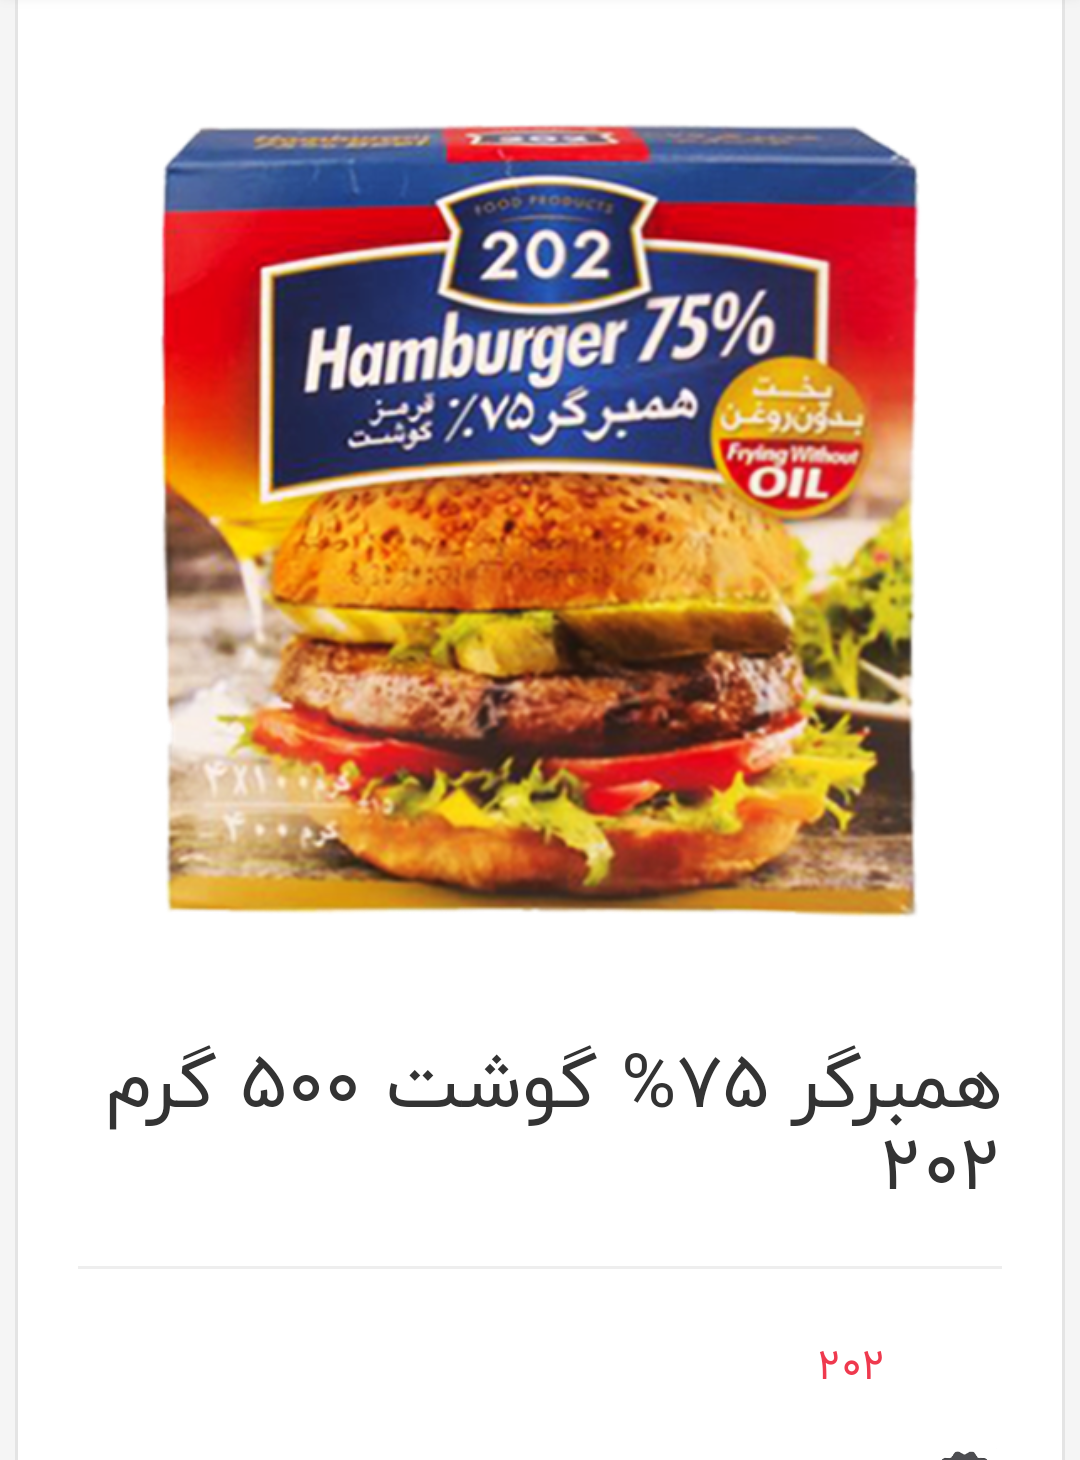 FOOD PRODUCTS
202
Hamburger 75%
همبرگر ۷۵٪ گوشت قرمز
پخت
بدون روغن
Frying Without
OIL
۴X۱۰۰ گرم
۴۰۰ گرم
همبرگر ۷۵% گوشت ۵۰۰ گرم
۲۰۲
۲۰۲